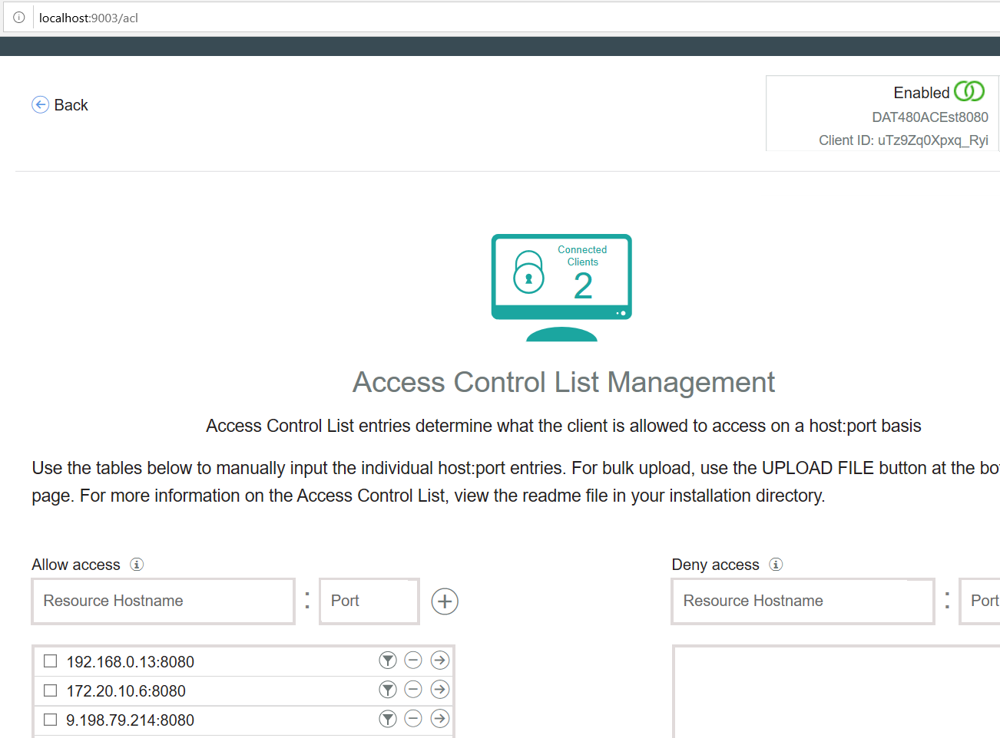 localhost:9003/acl
Back
Enabled
DAT480ACEst8080
Client ID: uTz9Zq0Xpxq_Ryi
Connected
Clients
2
Access Control List Management
Access Control List entries determine what the client is allowed to access on a host:port basis
Use the tables below to manually input the individual host:port entries. For bulk upload, use the UPLOAD FILE button at the bo
page. For more information on the Access Control List, view the readme file in your installation directory.
Allow access
Deny access
Resource Hostname : Port
Resource Hostname : Port
192.168.0.13:8080
172.20.10.6:8080
9.198.79.214:8080